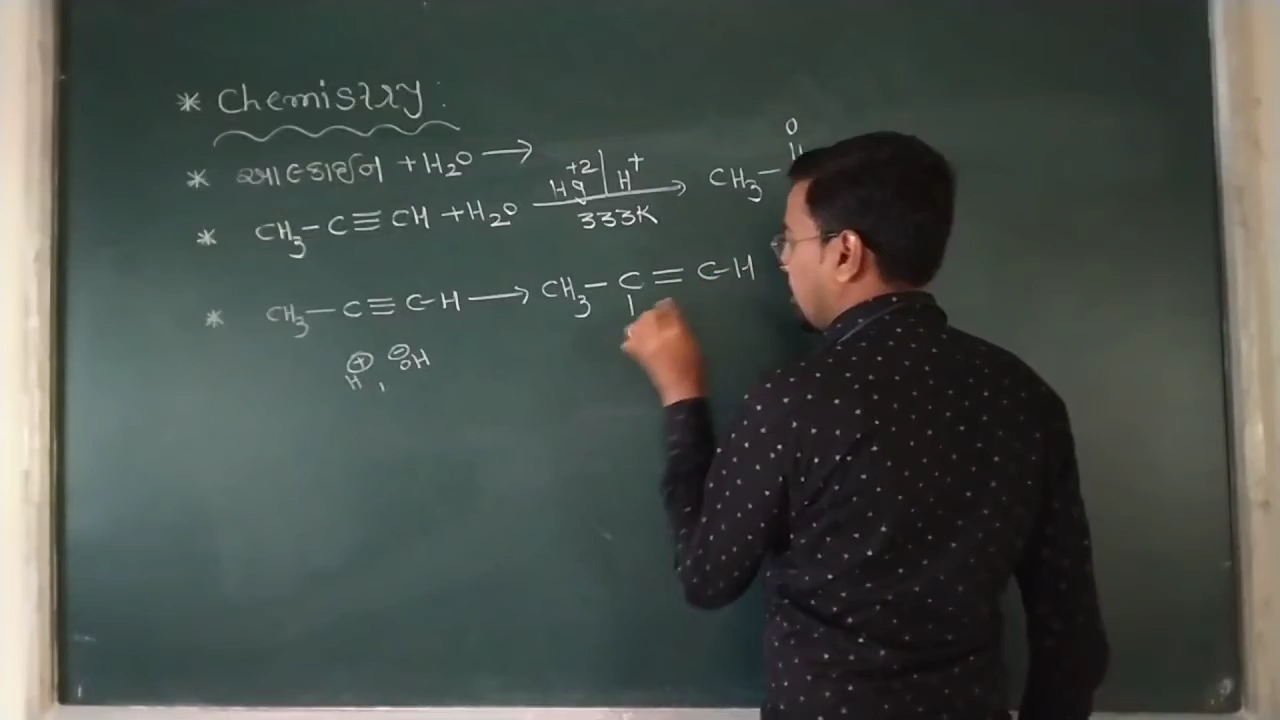 * Chemistry:
* આલ્કાઈન + H₂O →
* CH₃ – C ≡ CH + H₂O Hg⁺² | H⁺ → 333K CH₃ – O
* CH₃ – C ≡ C – H → CH₃ – C = C – H
⊕ H , ⊖ OH